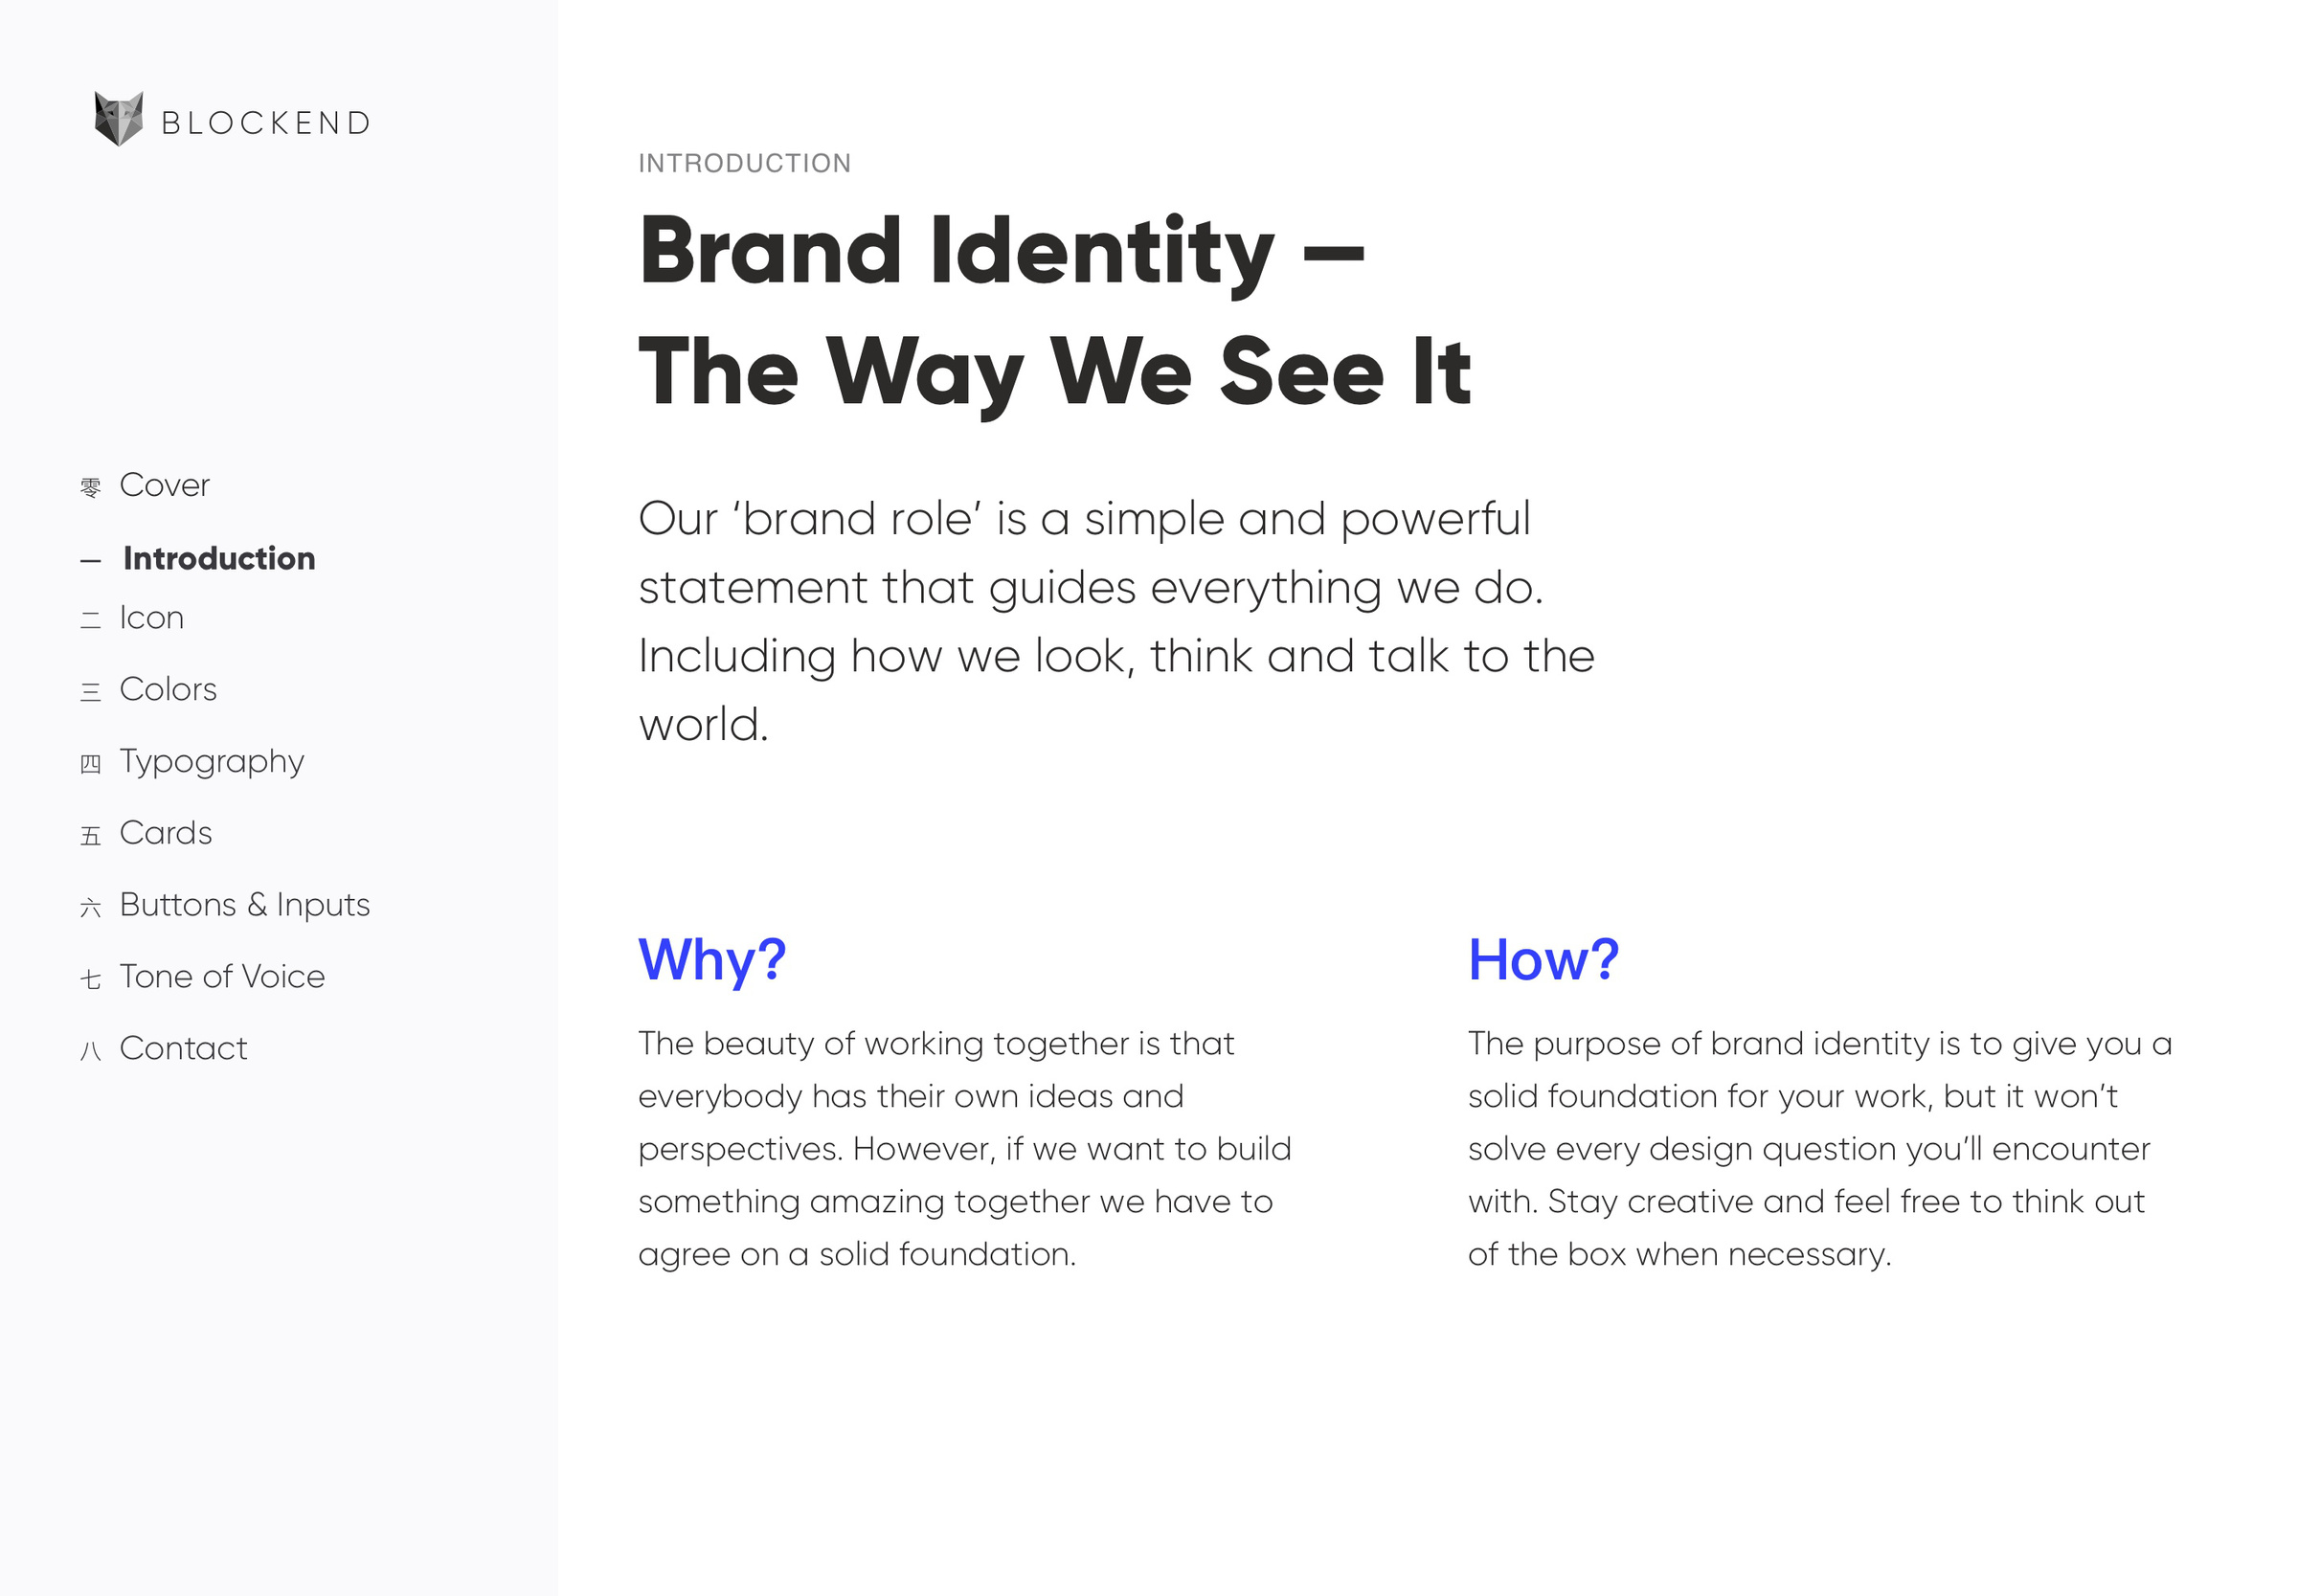 BLOCKEND
零 Cover
一 Introduction
二 Icon
三 Colors
四 Typography
五 Cards
六 Buttons & Inputs
七 Tone of Voice
八 Contact
INTRODUCTION
Brand Identity —
The Way We See It
Our ‘brand role’ is a simple and powerful
statement that guides everything we do.
Including how we look, think and talk to the
world.
Why?
The beauty of working together is that
everybody has their own ideas and
perspectives. However, if we want to build
something amazing together we have to
agree on a solid foundation.
How?
The purpose of brand identity is to give you a
solid foundation for your work, but it won’t
solve every design question you’ll encounter
with. Stay creative and feel free to think out
of the box when necessary.